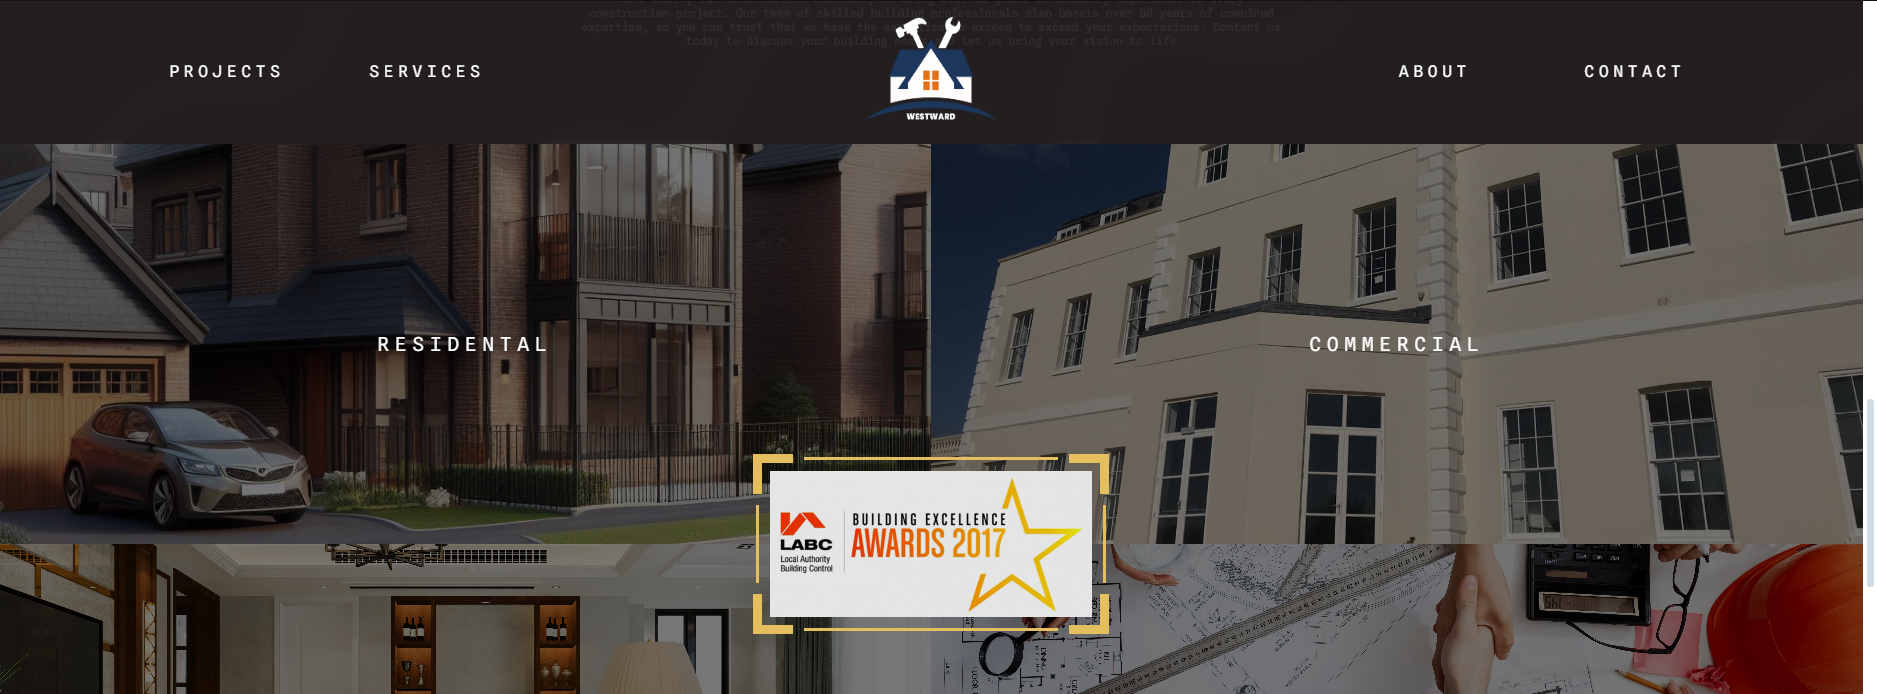 construction project. Our team of skilled building professionals also boasts over 80 years of combined
expertise, so you can trust that we have the exceed to exceed your expectations. Contact us
today to discuss your building let us bring your vision to life
PROJECTS
SERVICES
WESTWARD
ABOUT
CONTACT
RESIDENTAL
COMMERCIAL
LABC
Local Authority
Building Control
BUILDING EXCELLENCE
AWARDS 2017